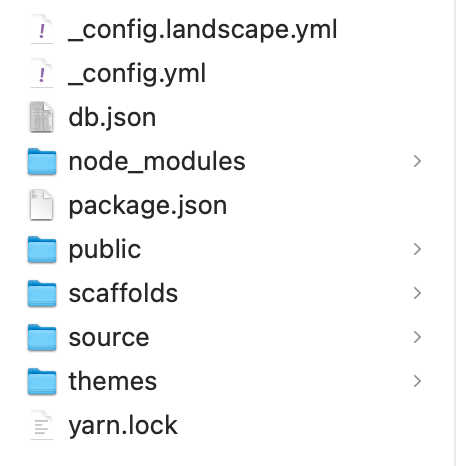 _config.landscape.yml
_config.yml
db.json
node_modules
package.json
public
scaffolds
source
themes
yarn.lock